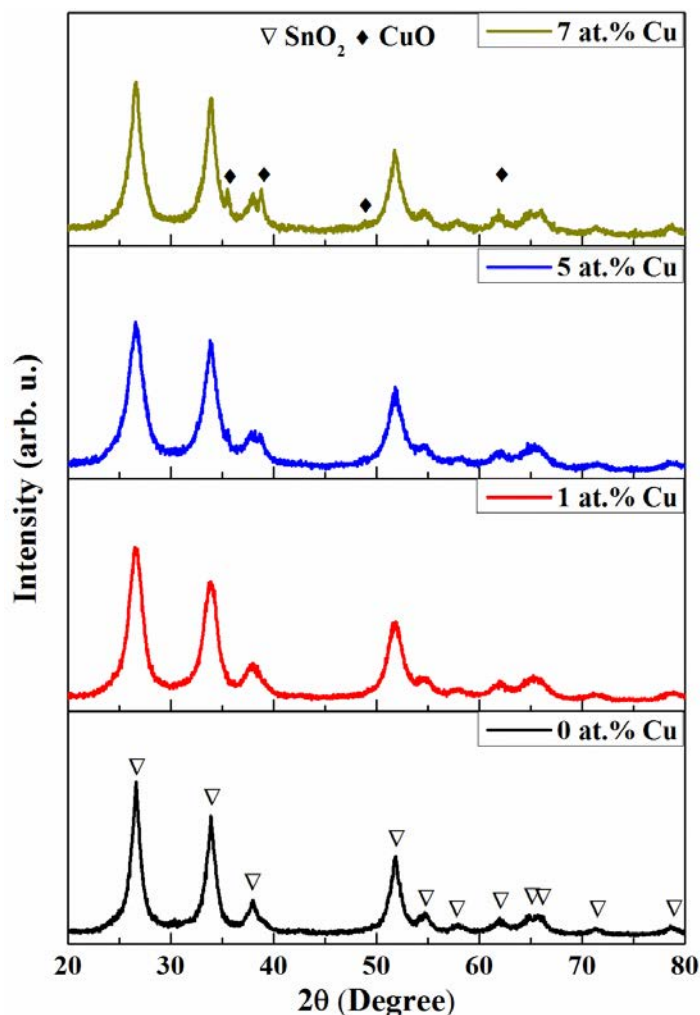 ▽ SnO₂ ◆ CuO
7 at.% Cu
5 at.% Cu
1 at.% Cu
0 at.% Cu
Intensity (arb. u.)
20 30 40 50 60 70 80
2θ (Degree)